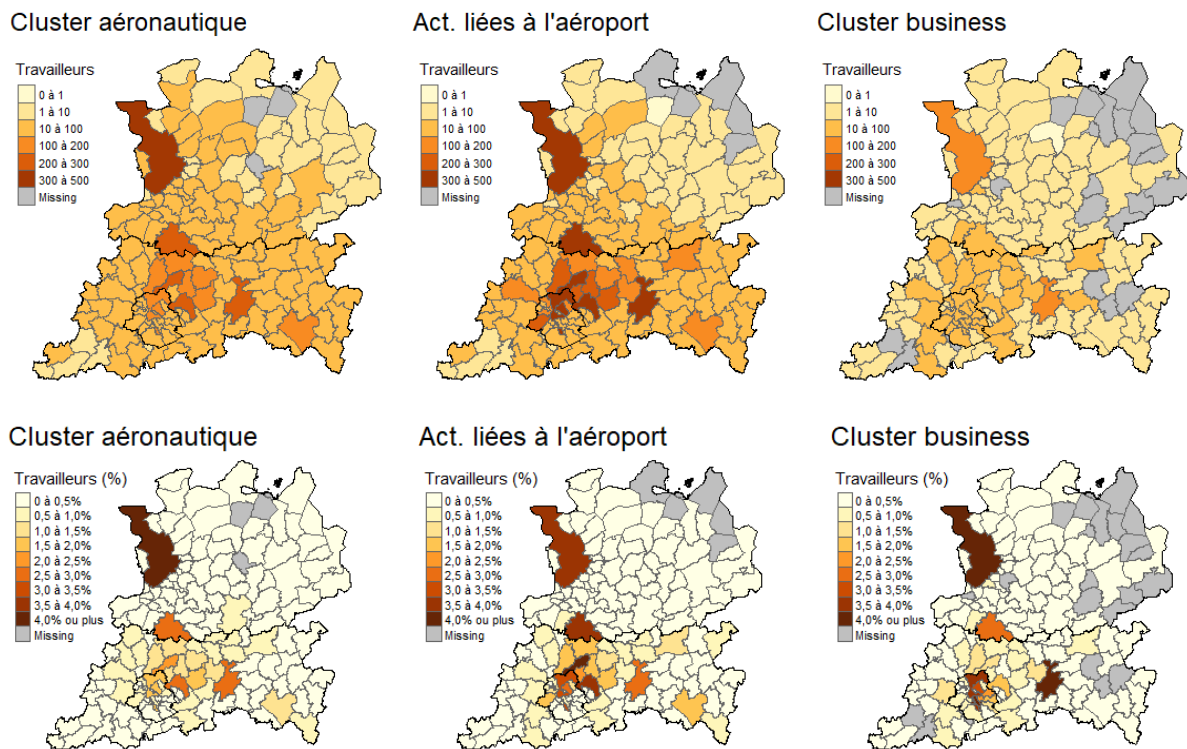 Cluster aéronautique
Travailleurs
0 à 1
1 à 10
10 à 100
100 à 200
200 à 300
300 à 500
Missing
Act. liées à l'aéroport
Travailleurs
0 à 1
1 à 10
10 à 100
100 à 200
200 à 300
300 à 500
Missing
Cluster business
Travailleurs
0 à 1
1 à 10
10 à 100
100 à 200
200 à 300
300 à 500
Missing
Cluster aéronautique
Travailleurs (%)
0 à 0,5%
0,5 à 1,0%
1,0 à 1,5%
1,5 à 2,0%
2,0 à 2,5%
2,5 à 3,0%
3,0 à 3,5%
3,5 à 4,0%
4,0% ou plus
Missing
Act. liées à l'aéroport
Travailleurs (%)
0 à 0,5%
0,5 à 1,0%
1,0 à 1,5%
1,5 à 2,0%
2,0 à 2,5%
2,5 à 3,0%
3,0 à 3,5%
3,5 à 4,0%
4,0% ou plus
Missing
Cluster business
Travailleurs (%)
0 à 0,5%
0,5 à 1,0%
1,0 à 1,5%
1,5 à 2,0%
2,0 à 2,5%
2,5 à 3,0%
3,0 à 3,5%
3,5 à 4,0%
4,0% ou plus
Missing